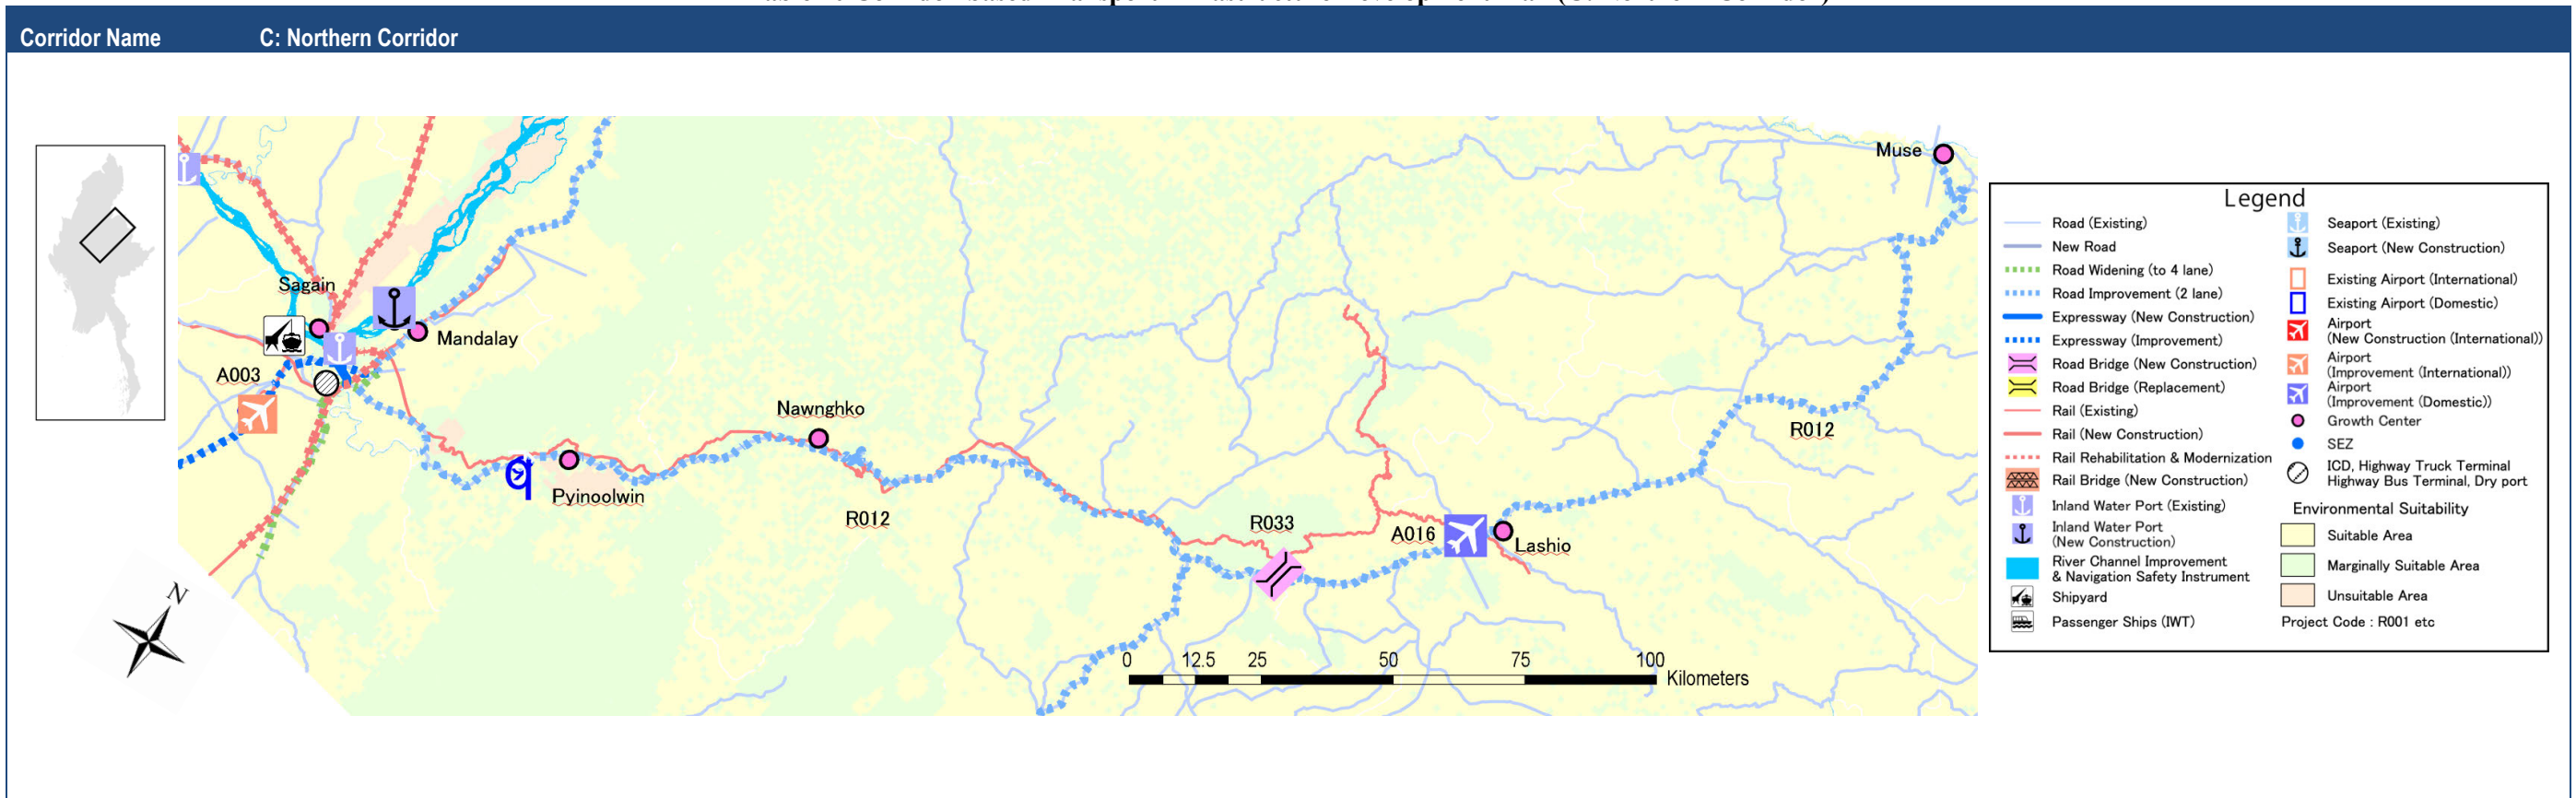 Corridor Name C: Northern Corridor
Muse
Sagain
Mandalay
A003
Nawnghko
Pyinoolwin
R012
R033
A016
Lashio
R012
N
0 12.5 25 50 75 100
Kilometers
Legend
Road (Existing)
New Road
Road Widening (to 4 lane)
Road Improvement (2 lane)
Expressway (New Construction)
Expressway (Improvement)
Road Bridge (New Construction)
Road Bridge (Replacement)
Rail (Existing)
Rail (New Construction)
Rail Rehabilitation & Modernization
Rail Bridge (New Construction)
Inland Water Port (Existing)
Inland Water Port
(New Construction)
River Channel Improvement
& Navigation Safety Instrument
Shipyard
Passenger Ships (IWT)
Seaport (Existing)
Seaport (New Construction)
Existing Airport (International)
Existing Airport (Domestic)
Airport
(New Construction (International))
Airport
(Improvement (International))
Airport
(Improvement (Domestic))
Growth Center
SEZ
ICD, Highway Truck Terminal
Highway Bus Terminal, Dry port
Environmental Suitability
Suitable Area
Marginally Suitable Area
Unsuitable Area
Project Code : R001 etc